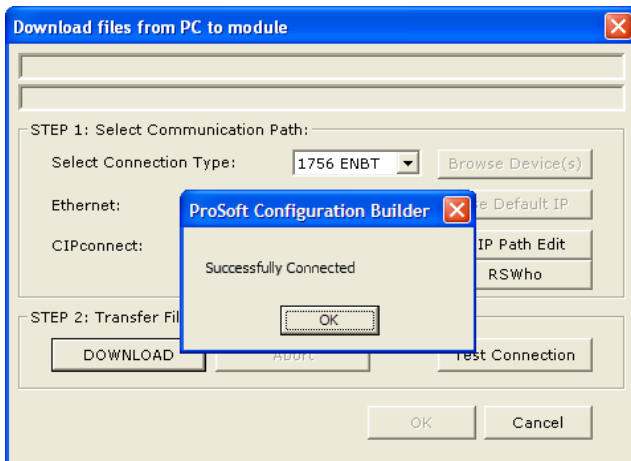 Download files from PC to module
STEP 1: Select Communication Path:
Select Connection Type:
1756 ENBT
Browse Device(s)
Ethernet:
Default IP
CIPconnect:
IP Path Edit
RSWho
ProSoft Configuration Builder
Successfully Connected
OK
STEP 2: Transfer
DOWNLOAD
Abort
Test Connection
OK
Cancel